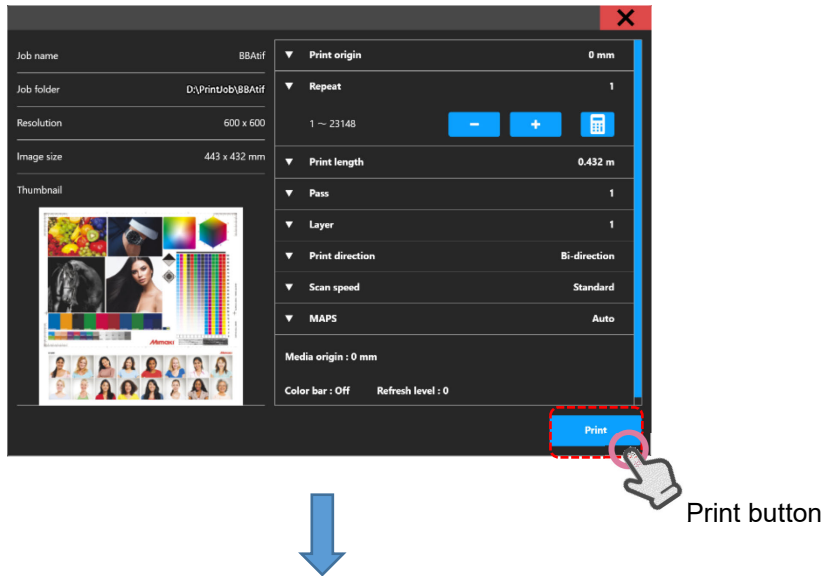 Job name BBAtif
Job folder D:\PrintJob\BBAtif
Resolution 600 x 600
Image size 443 x 432 mm
Thumbnail
Mimaki
Mimaki
▼ Print origin 0 mm
▼ Repeat 1
1 ~ 23148 - +
▼ Print length 0.432 m
▼ Pass 1
▼ Layer 1
▼ Print direction Bi-direction
▼ Scan speed Standard
▼ MAPS Auto
Media origin : 0 mm
Color bar : Off Refresh level : 0
Print
Print button